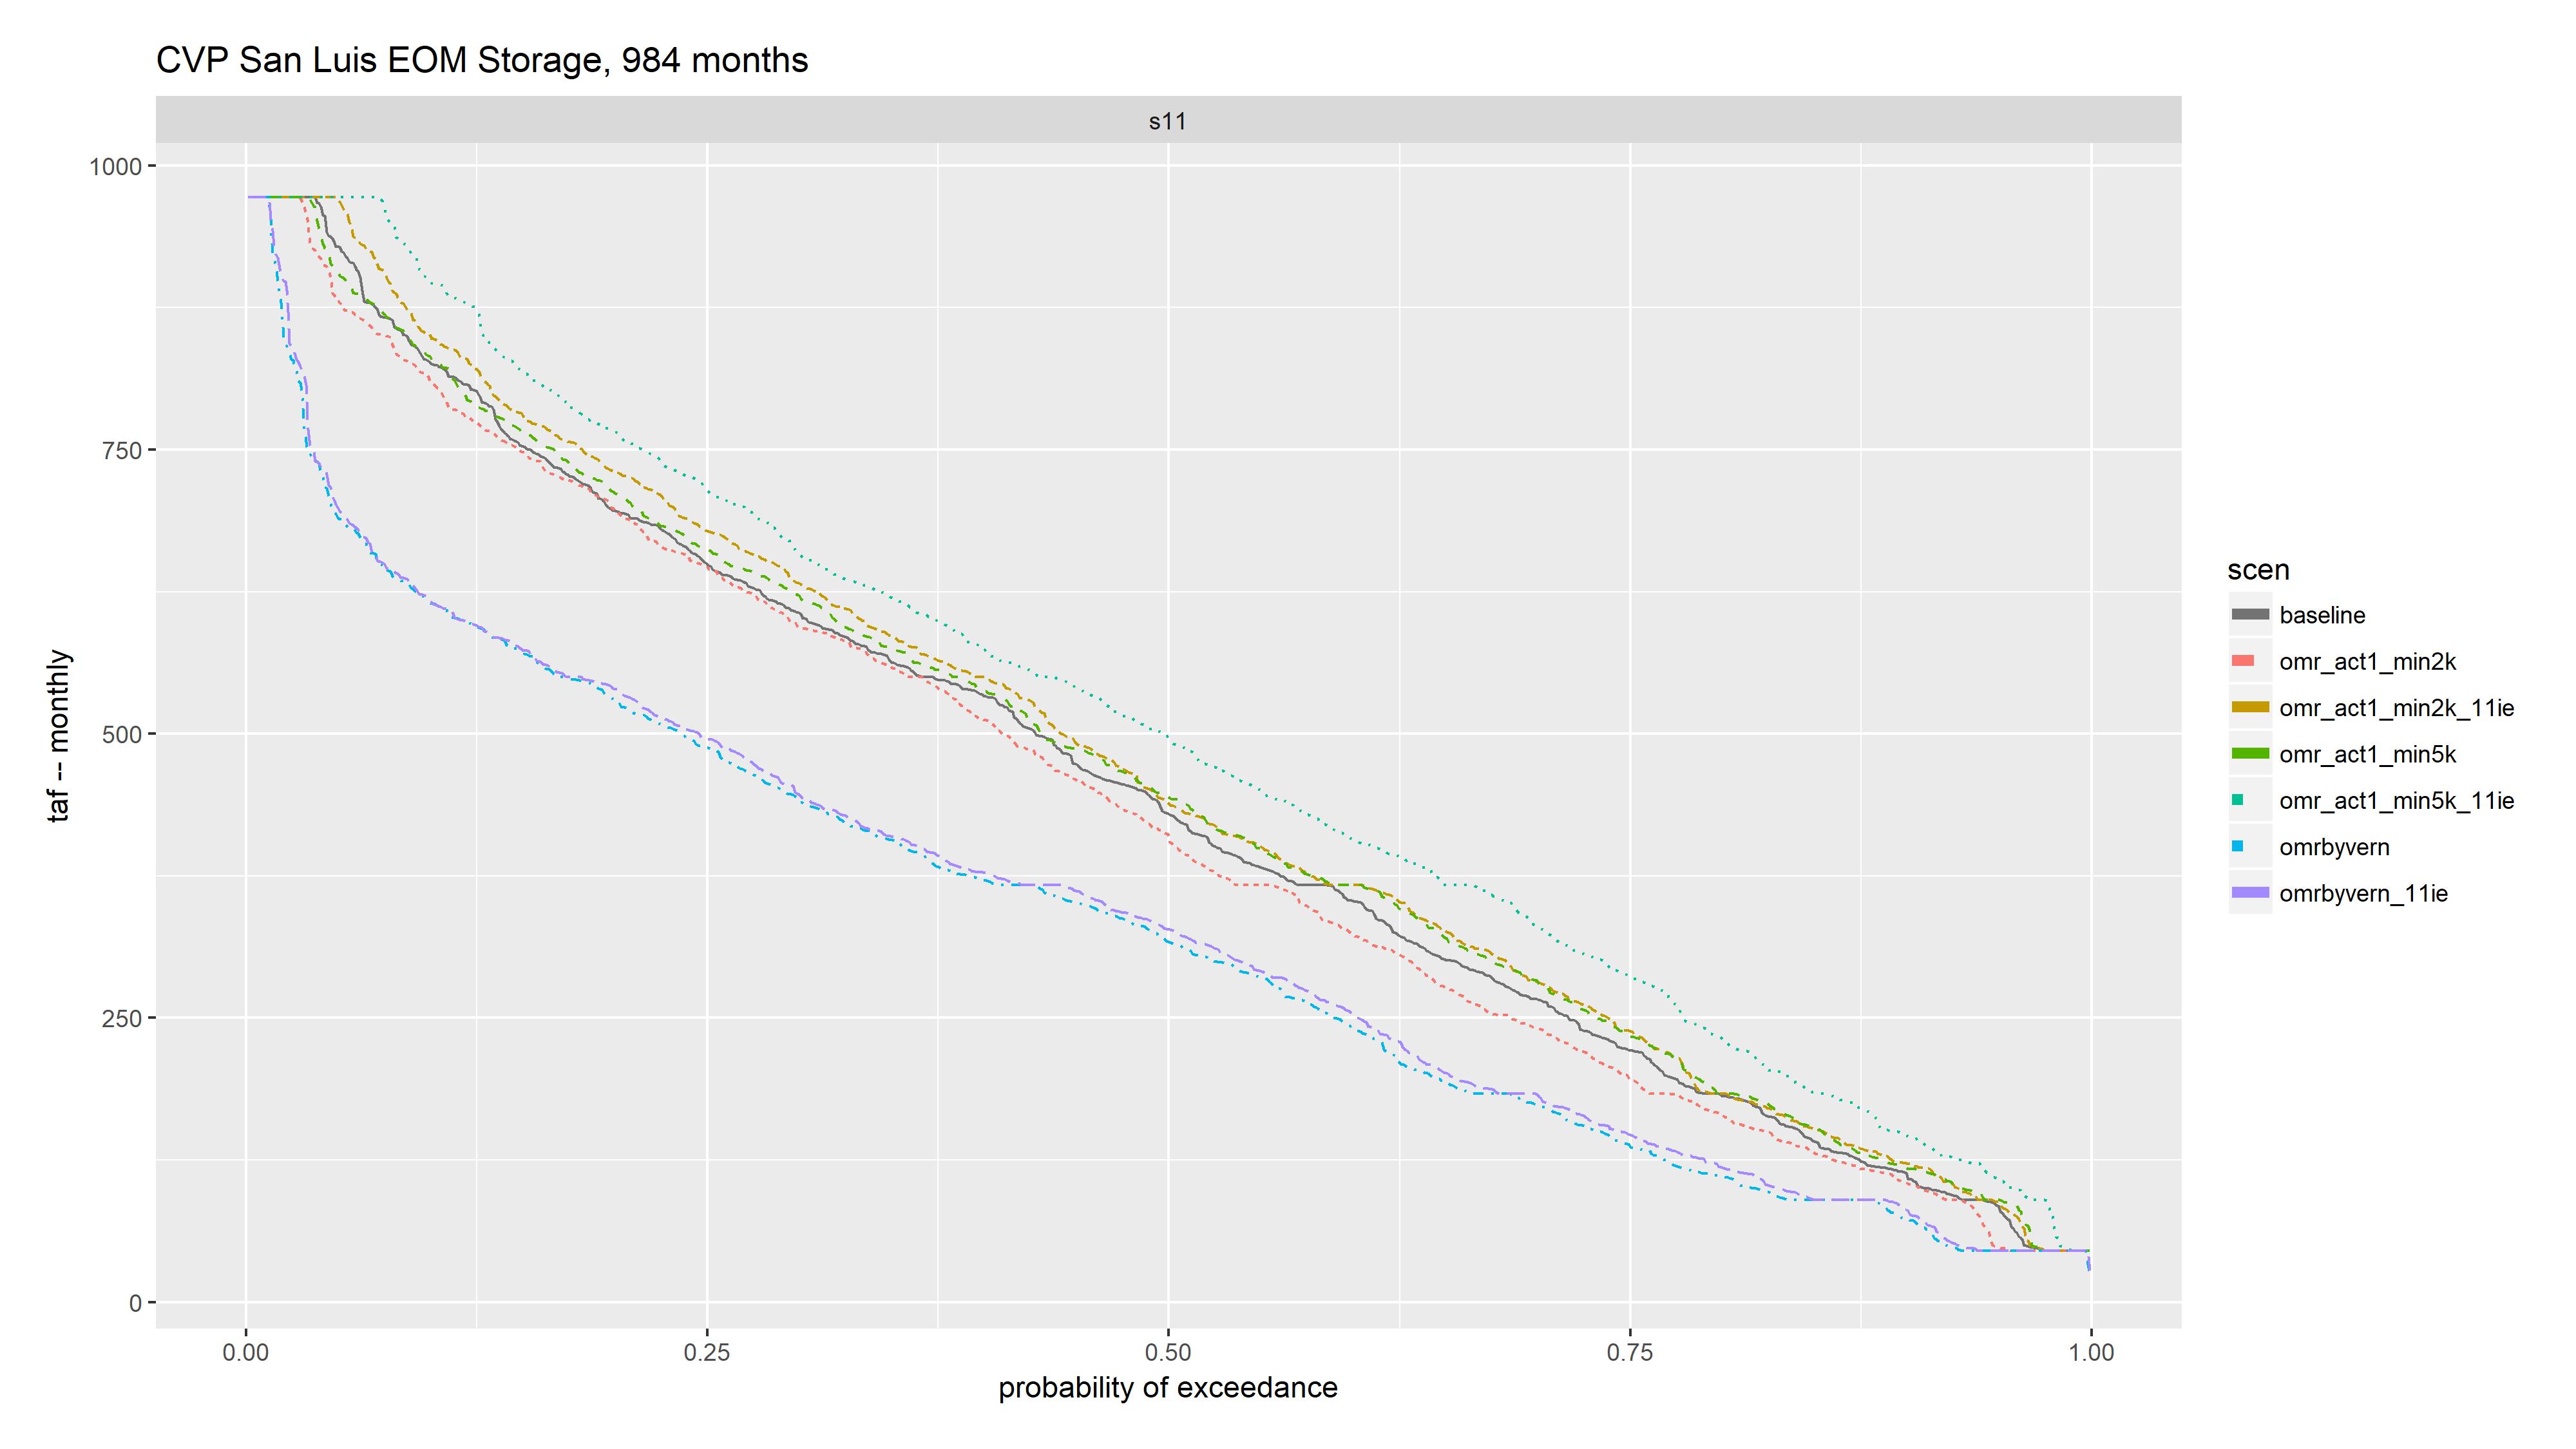 CVP San Luis EOM Storage, 984 months
s11
1000
750
500
250
0
taf -- monthly
0.00 0.25 0.50 0.75 1.00
probability of exceedance
scen
baseline
omr_act1_min2k
omr_act1_min2k_11ie
omr_act1_min5k
omr_act1_min5k_11ie
omrbyvern
omrbyvern_11ie